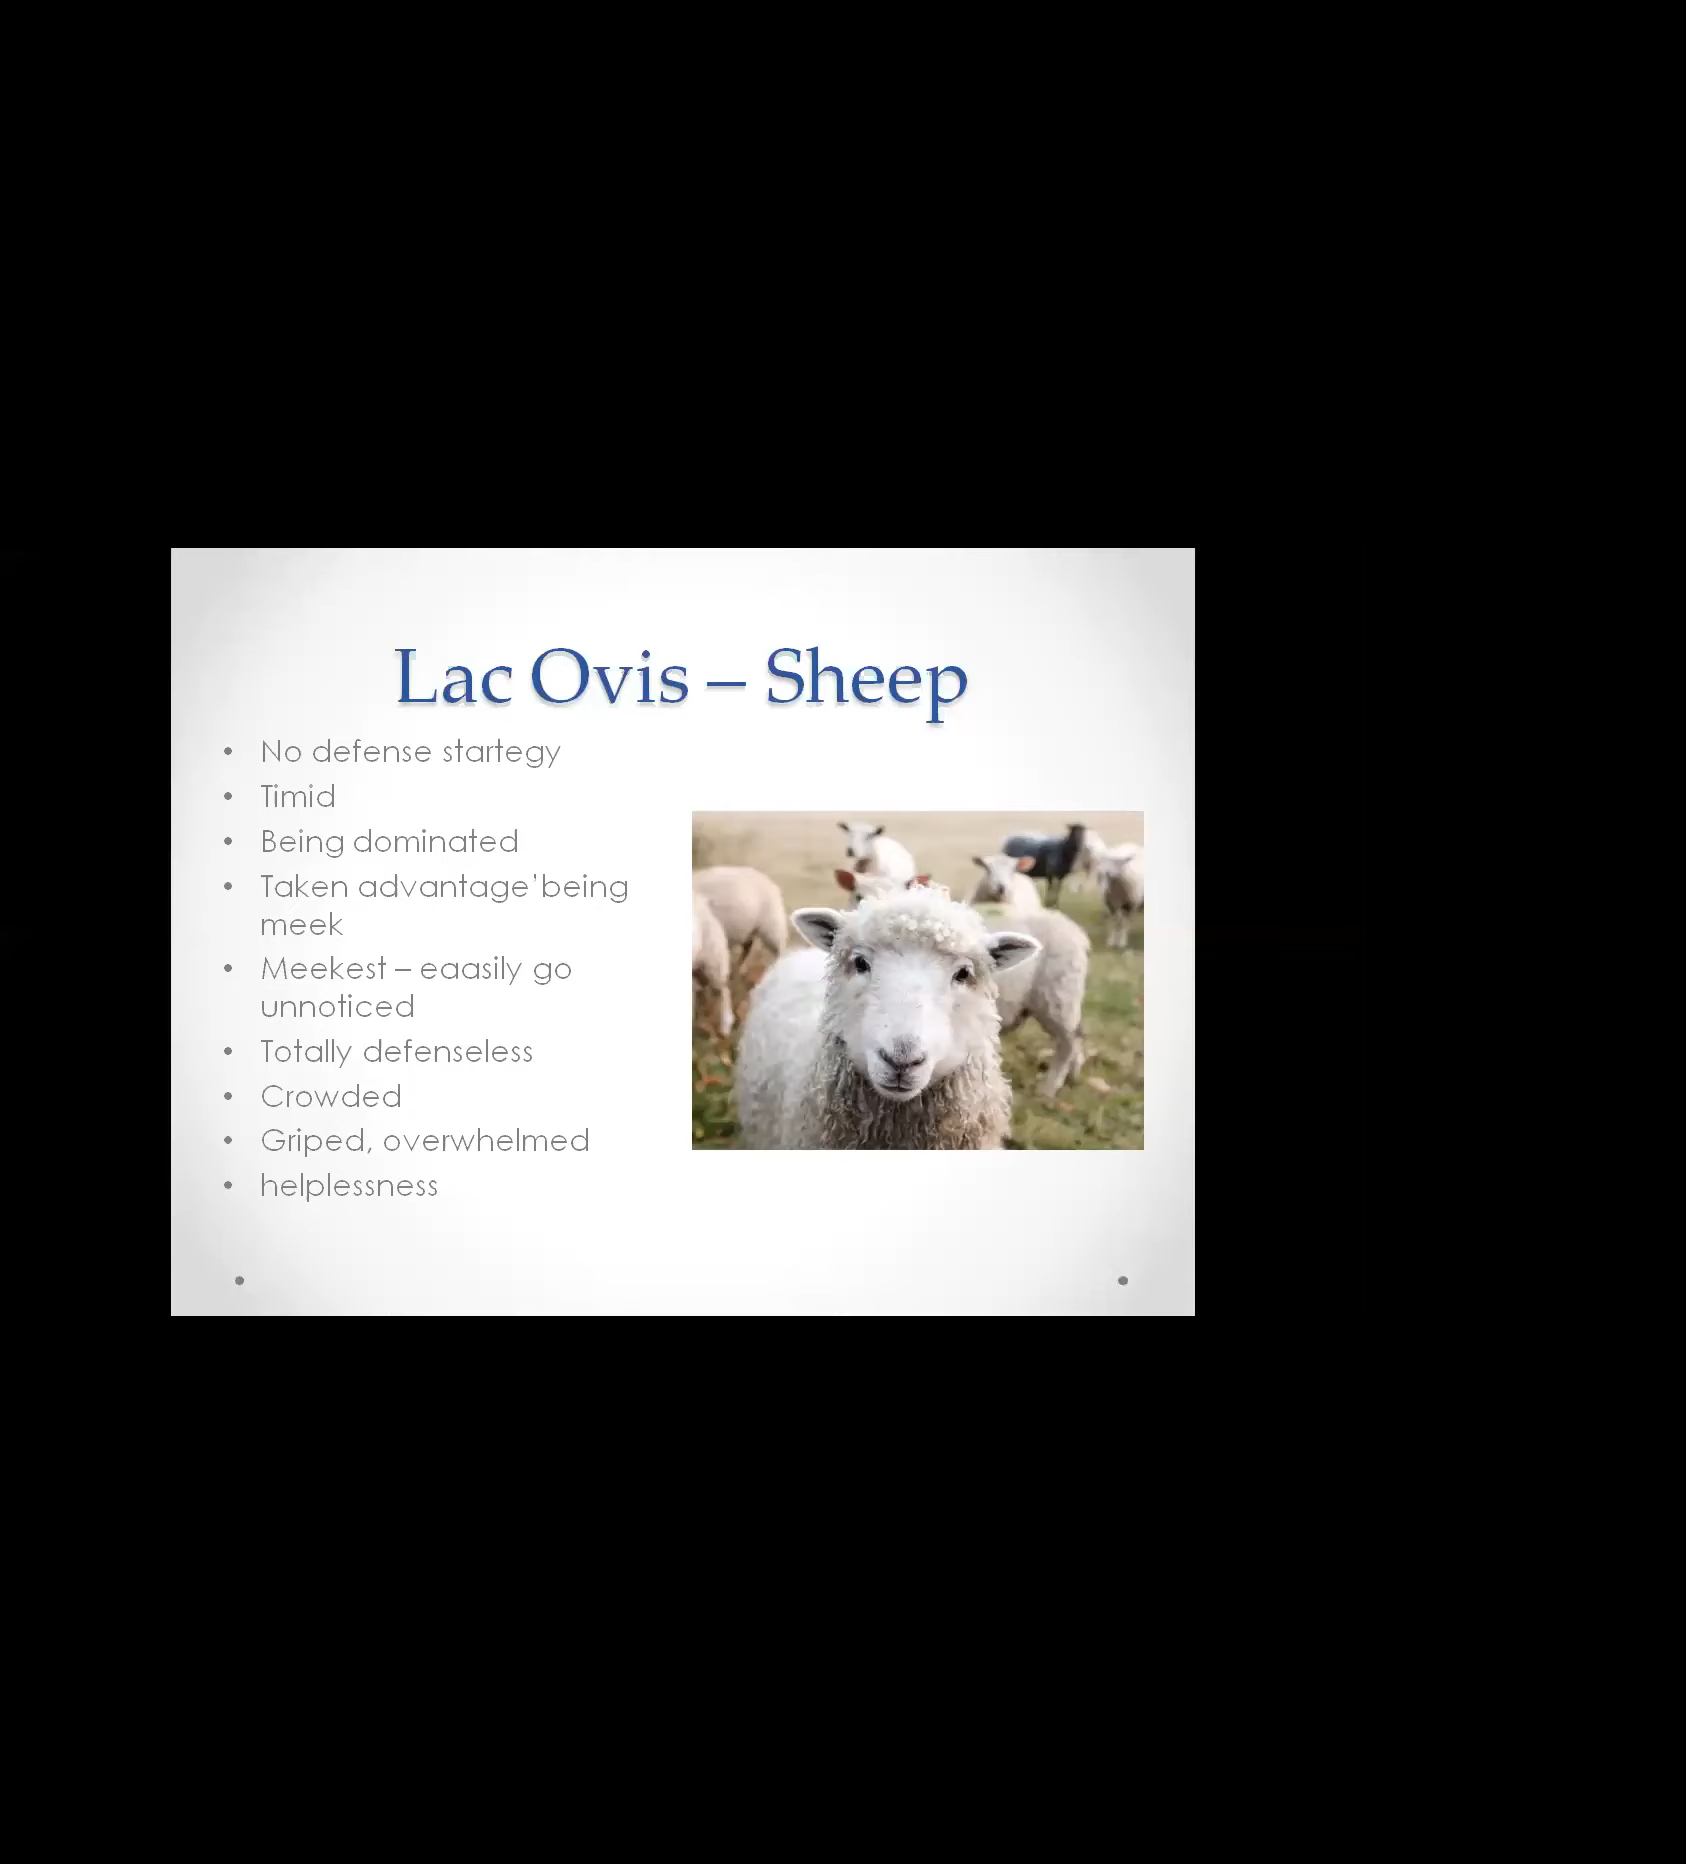 Lac Ovis – Sheep
• No defense startegy
• Timid
• Being dominated
• Taken advantage'being
meek
• Meekest – eaasily go
unnoticed
• Totally defenseless
• Crowded
• Griped, overwhelmed
• helplessness